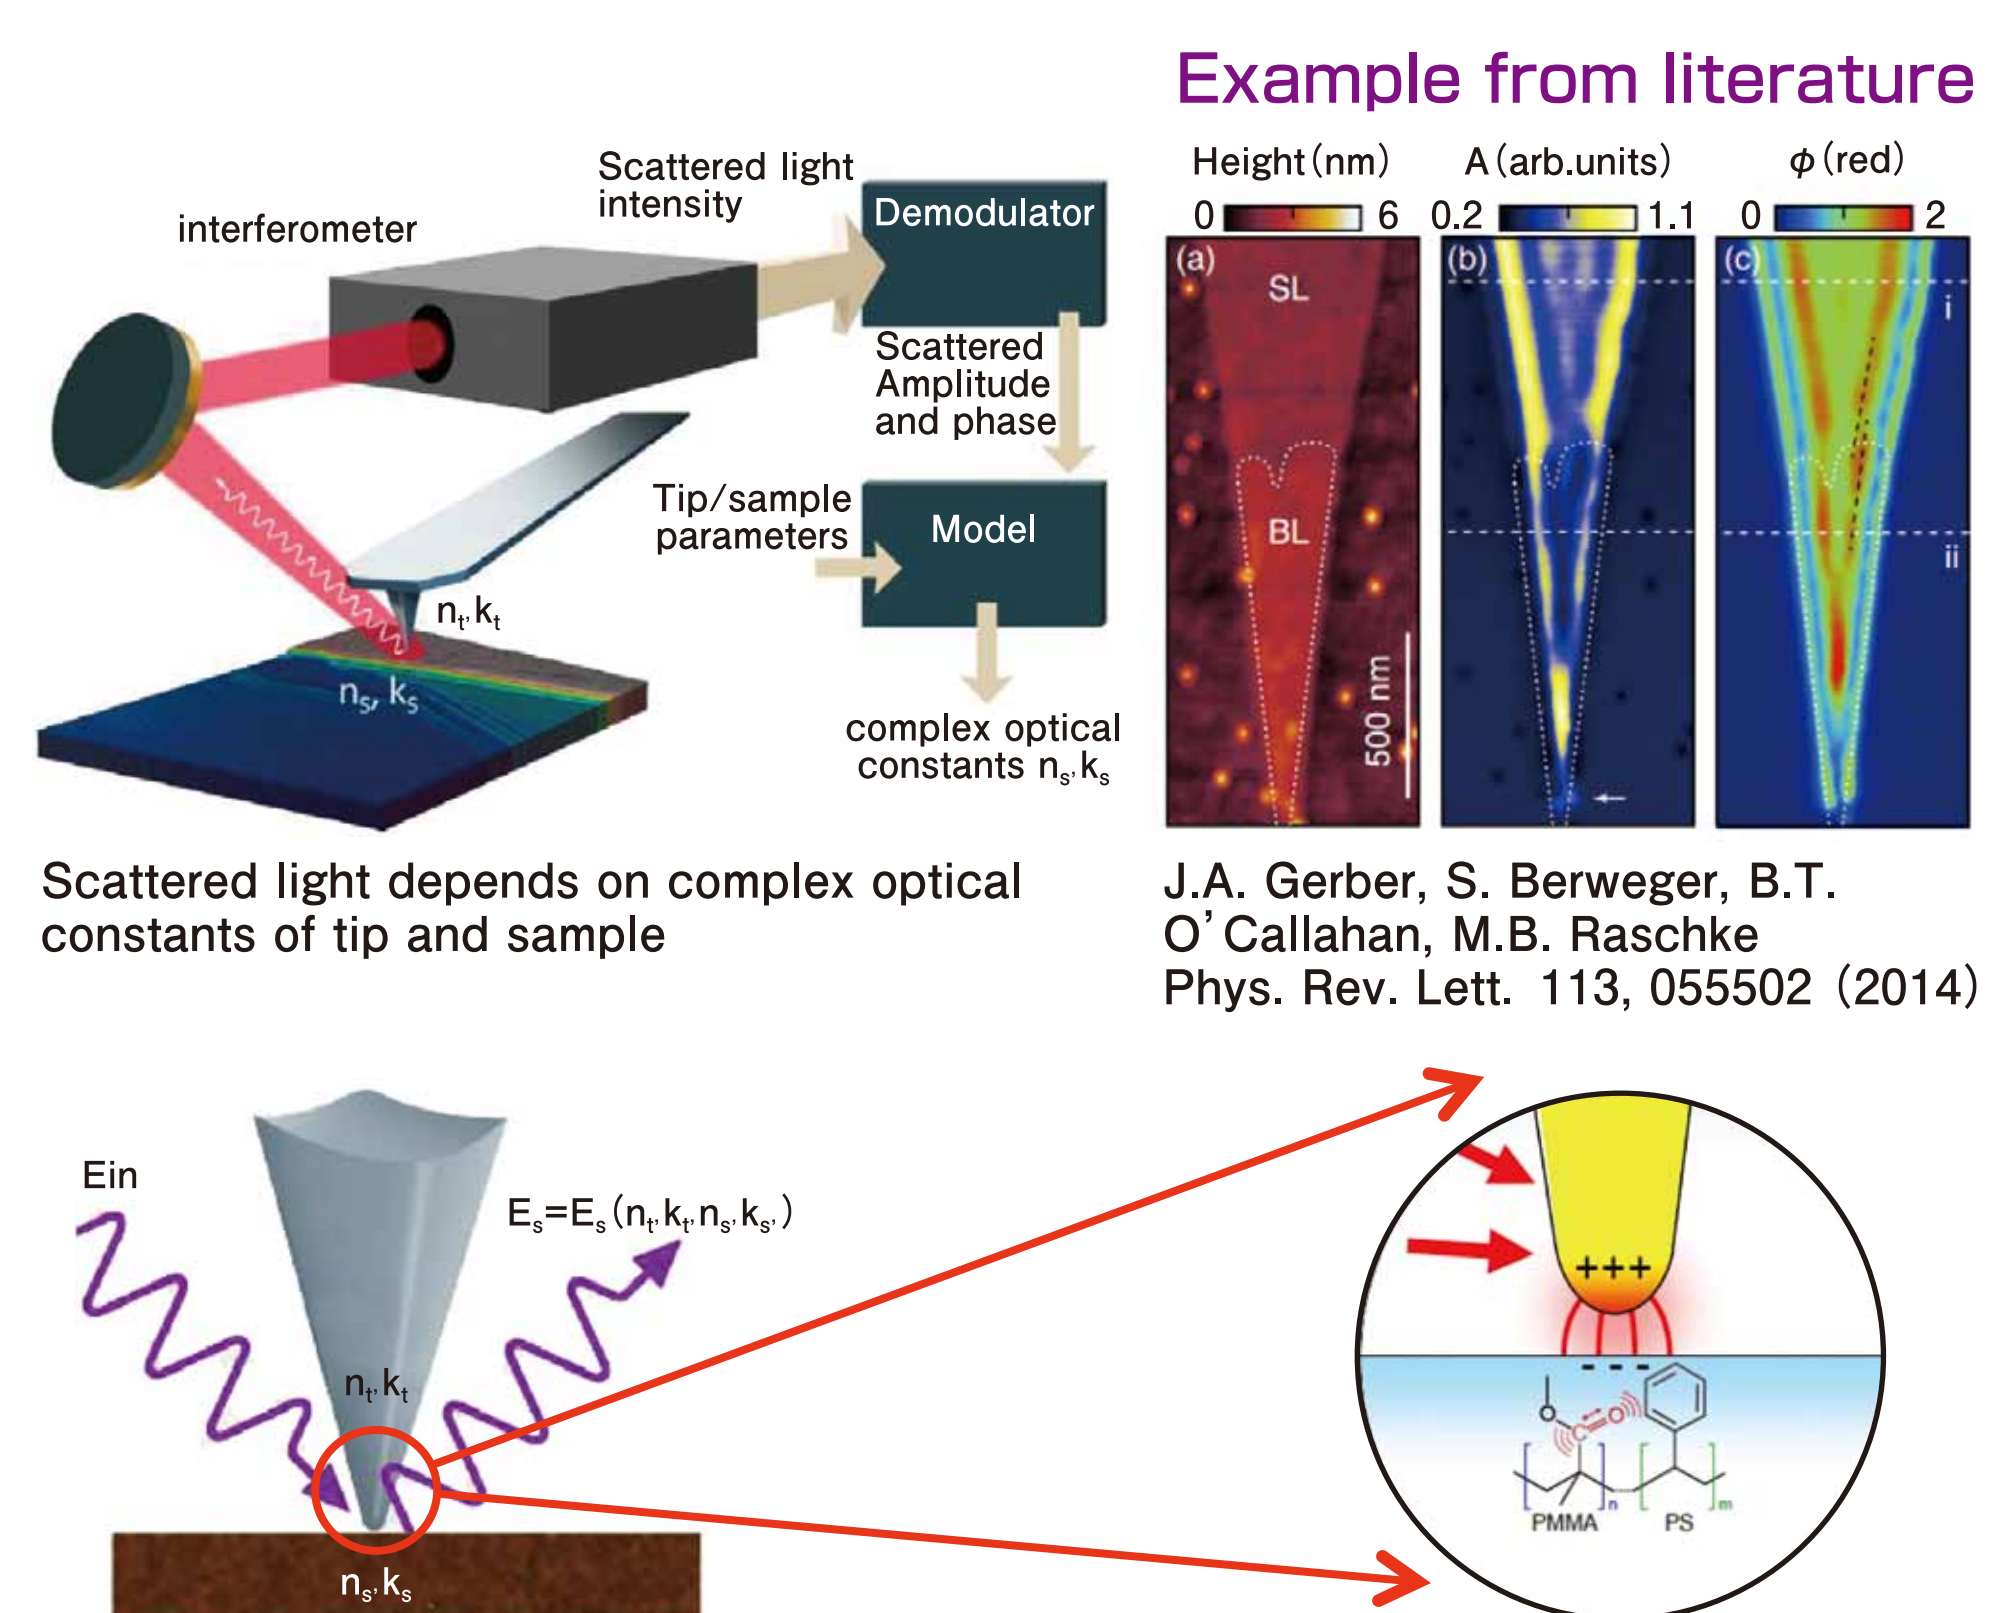 Example from literature
interferometer
Scattered light
intensity
Demodulator
Scattered
Amplitude
and phase
Tip/sample
parameters
Model
nt,kt
ns, ks
complex optical
constants ns,ks
Scattered light depends on complex optical
constants of tip and sample
Height(nm)
0 6
A(arb.units)
0.2 1.1
φ(red)
0 2
(a)
SL
BL
500 nm
(b)
(c)
i
ii
J.A. Gerber, S. Berweger, B.T.
O'Callahan, M.B. Raschke
Phys. Rev. Lett. 113, 055502 (2014)
Ein
Es=Es(nt,kt,ns,ks,)
nt,kt
ns,ks
+++
- - -
O
C
O
n
m
PMMA
PS